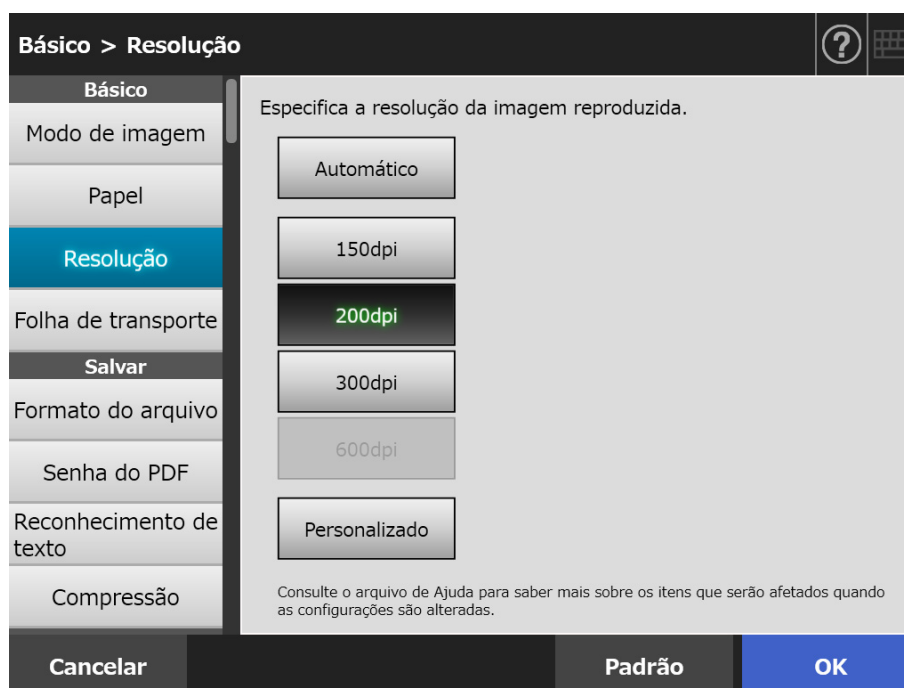 Básico > Resolução
?
Básico
Modo de imagem
Papel
Resolução
Folha de transporte
Salvar
Formato do arquivo
Senha do PDF
Reconhecimento de
texto
Compressão
Especifica a resolução da imagem reproduzida.
Automático
150dpi
200dpi
300dpi
600dpi
Personalizado
Consulte o arquivo de Ajuda para saber mais sobre os itens que serão afetados quando
as configurações são alteradas.
Cancelar
Padrão
OK